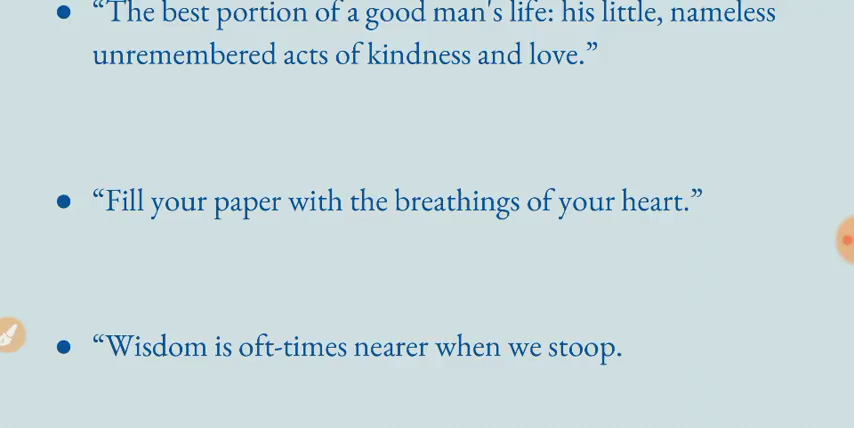 ● “The best portion of a good man's life: his little, nameless
unremembered acts of kindness and love.”
● “Fill your paper with the breathings of your heart.”
● “Wisdom is oft-times nearer when we stoop.